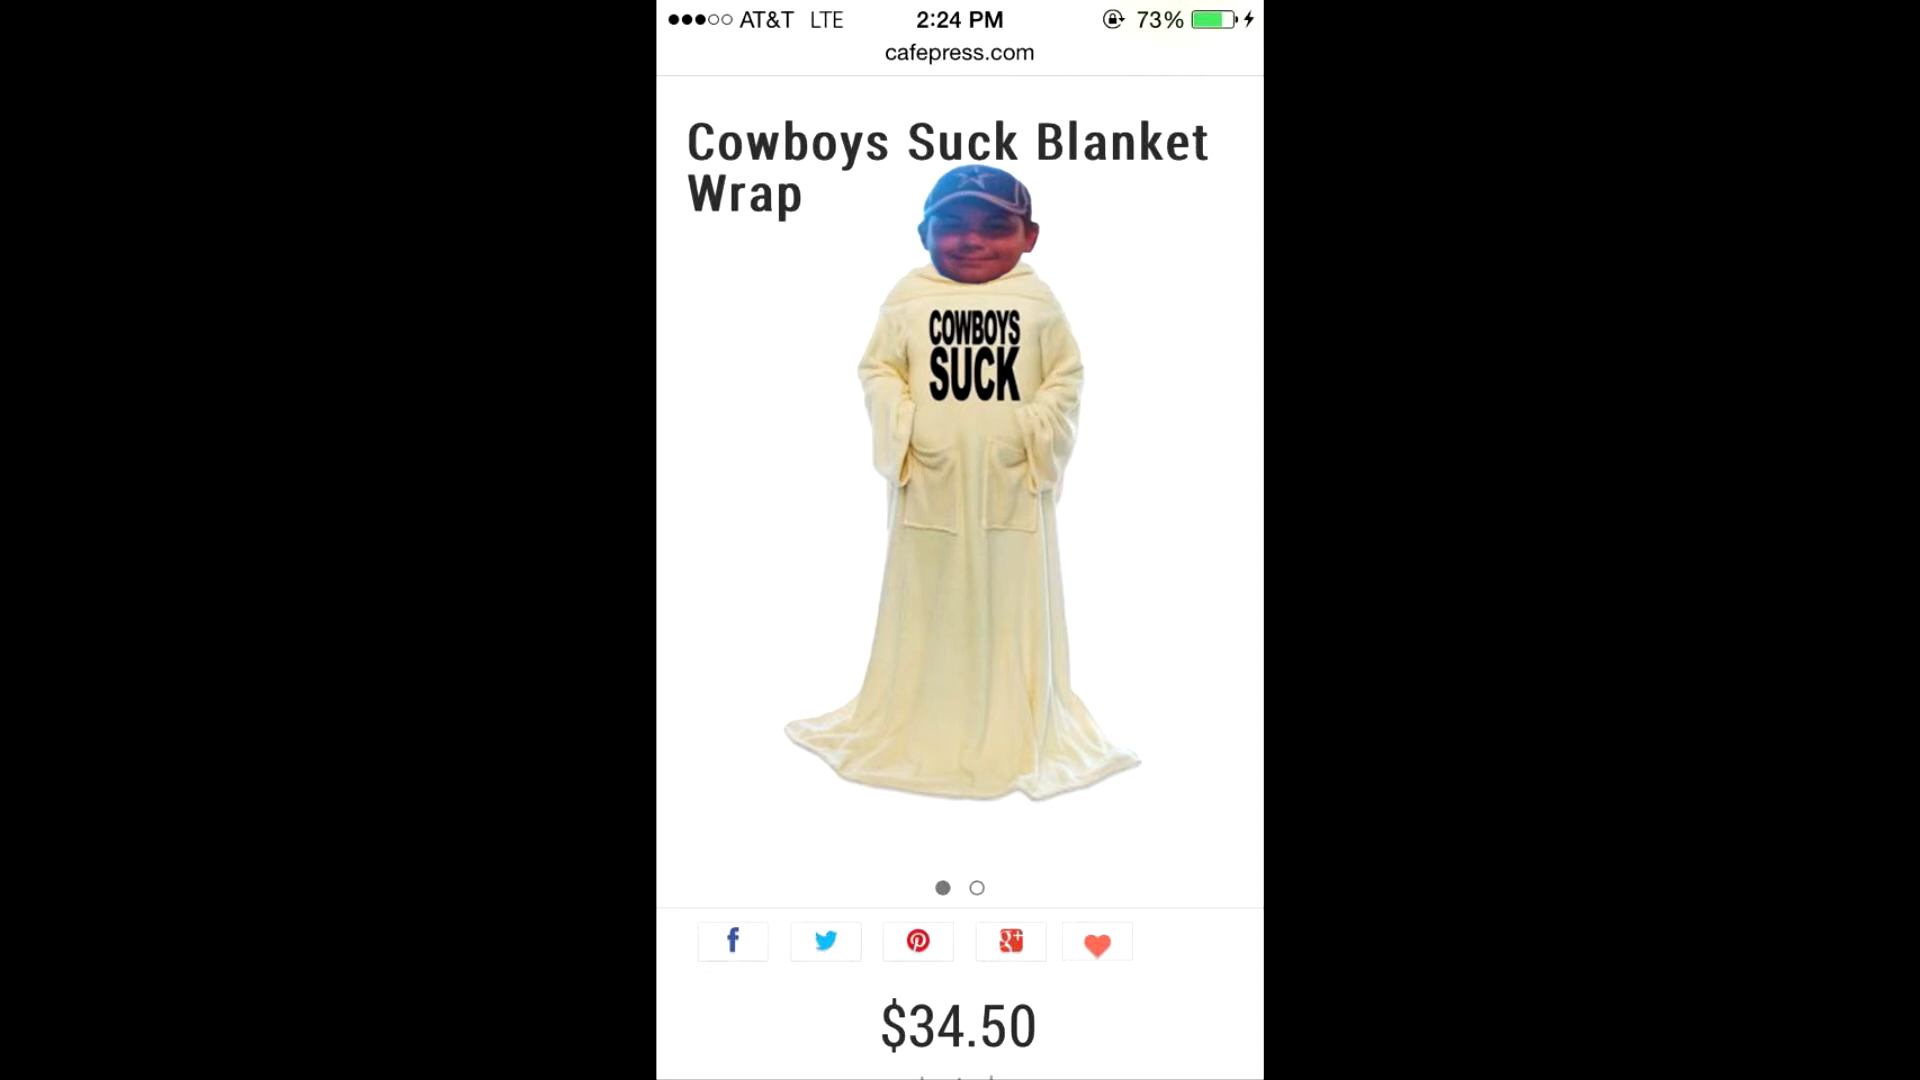 AT&T LTE 2:24 PM 73%
cafepress.com
Cowboys Suck Blanket
Wrap
COWBOYS
SUCK
$34.50